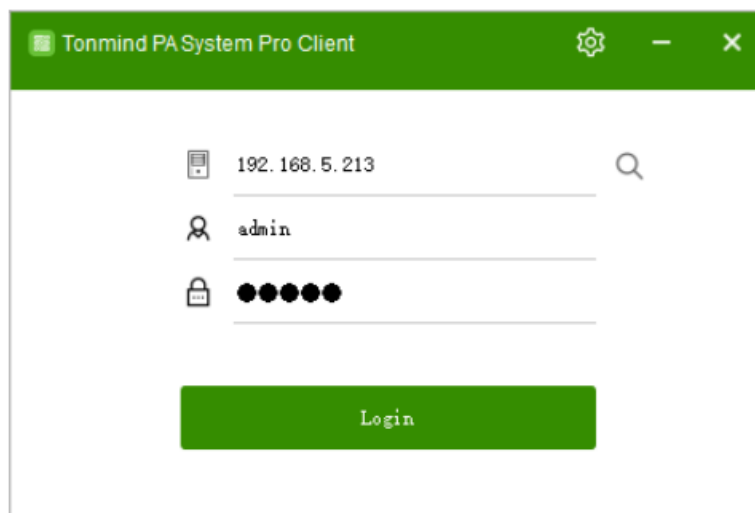 Tonmind PA System Pro Client
192.168.5.213
admin
●●●●●
Login